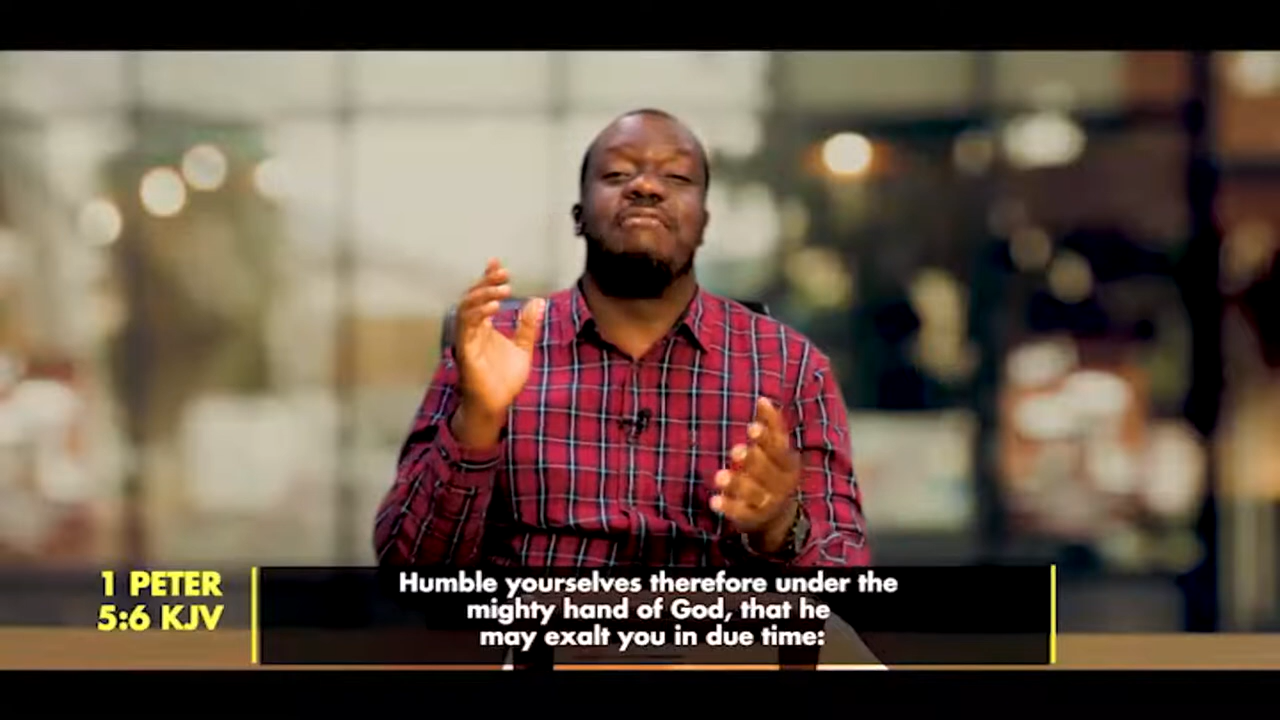 1 PETER
5:6 KJV
Humble yourselves therefore under the
mighty hand of God, that he
may exalt you in due time: